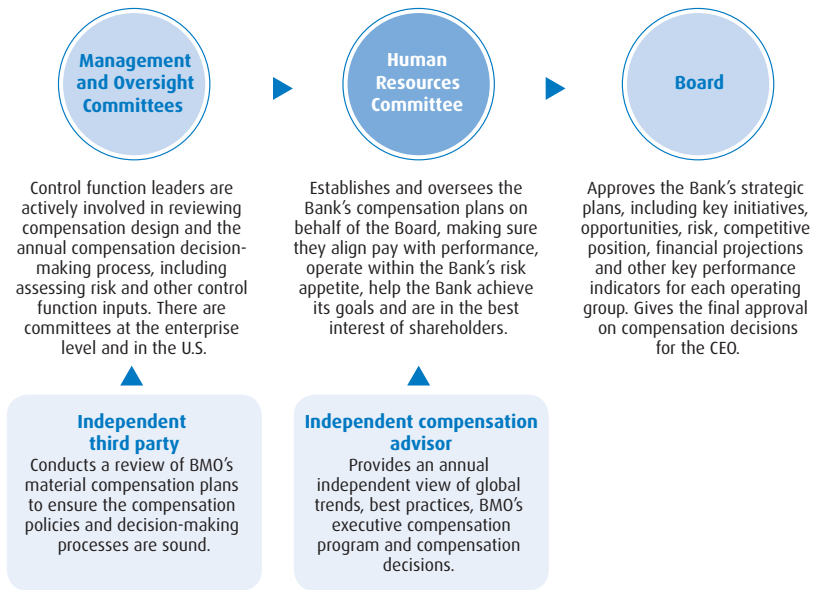 Management
and Oversight
Committees
Control function leaders are
actively involved in reviewing
compensation design and the
annual compensation decision-
making process, including
assessing risk and other control
function inputs. There are
committees at the enterprise
level and in the U.S.
Independent
third party
Conducts a review of BMO’s
material compensation plans
to ensure the compensation
policies and decision-making
processes are sound.
Human
Resources
Committee
Establishes and oversees the
Bank’s compensation plans on
behalf of the Board, making sure
they align pay with performance,
operate within the Bank’s risk
appetite, help the Bank achieve
its goals and are in the best
interest of shareholders.
Independent compensation
advisor
Provides an annual
independent view of global
trends, best practices, BMO’s
executive compensation
program and compensation
decisions.
Board
Approves the Bank’s strategic
plans, including key initiatives,
opportunities, risk, competitive
position, financial projections
and other key performance
indicators for each operating
group. Gives the final approval
on compensation decisions
for the CEO.